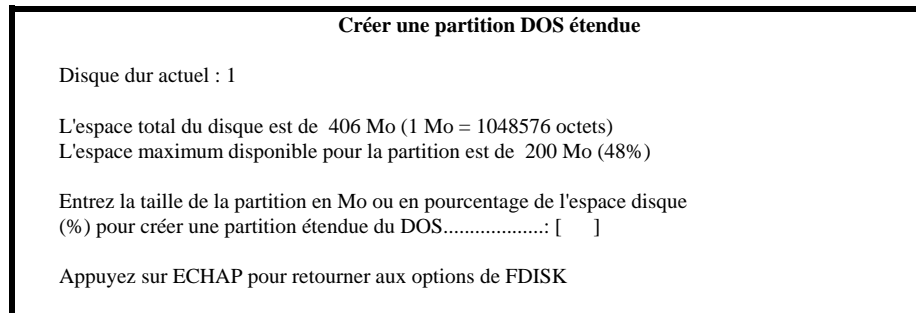 Créer une partition DOS étendue
Disque dur actuel : 1
L'espace total du disque est de  406 Mo (1 Mo = 1048576 octets)
L'espace maximum disponible pour la partition est de  200 Mo (48%)
Entrez la taille de la partition en Mo ou en pourcentage de l'espace disque
(%) pour créer une partition étendue du DOS...................: [     ]
Appuyez sur ECHAP pour retourner aux options de FDISK